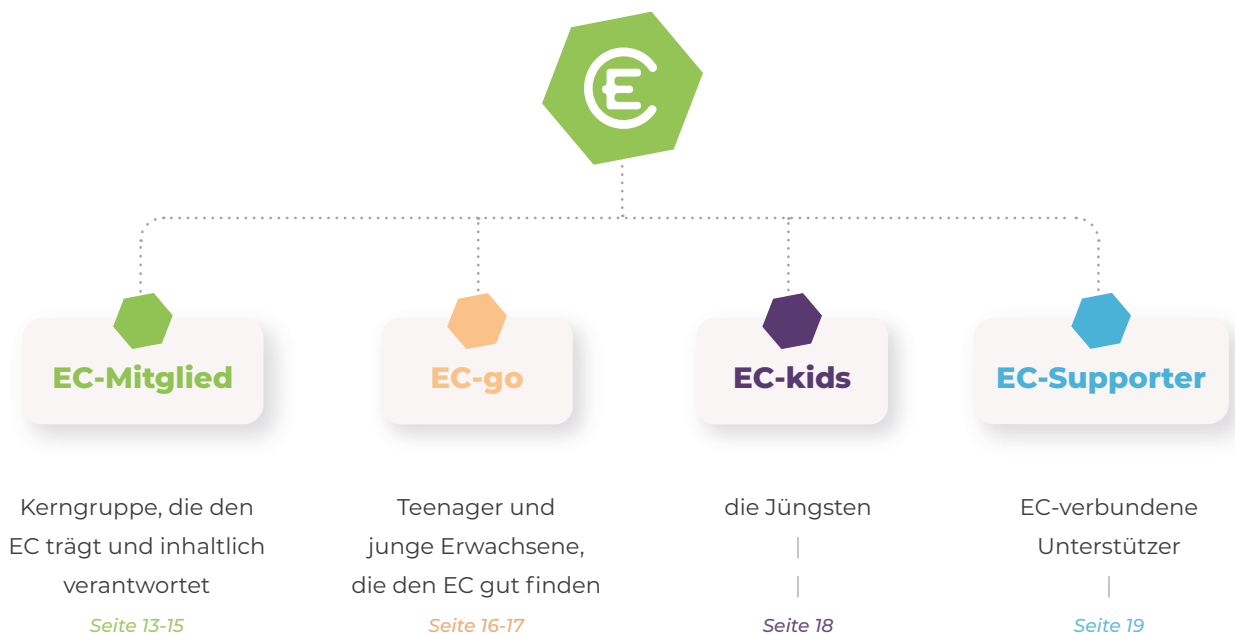 EC
EC-Mitglied
Kerngruppe, die den
EC trägt und inhaltlich
verantwortet
Seite 13-15
EC-go
Teenager und
junge Erwachsene,
die den EC gut finden
Seite 16-17
EC-kids
die Jüngsten
Seite 18
EC-Supporter
EC-verbundene
Unterstützer
Seite 19